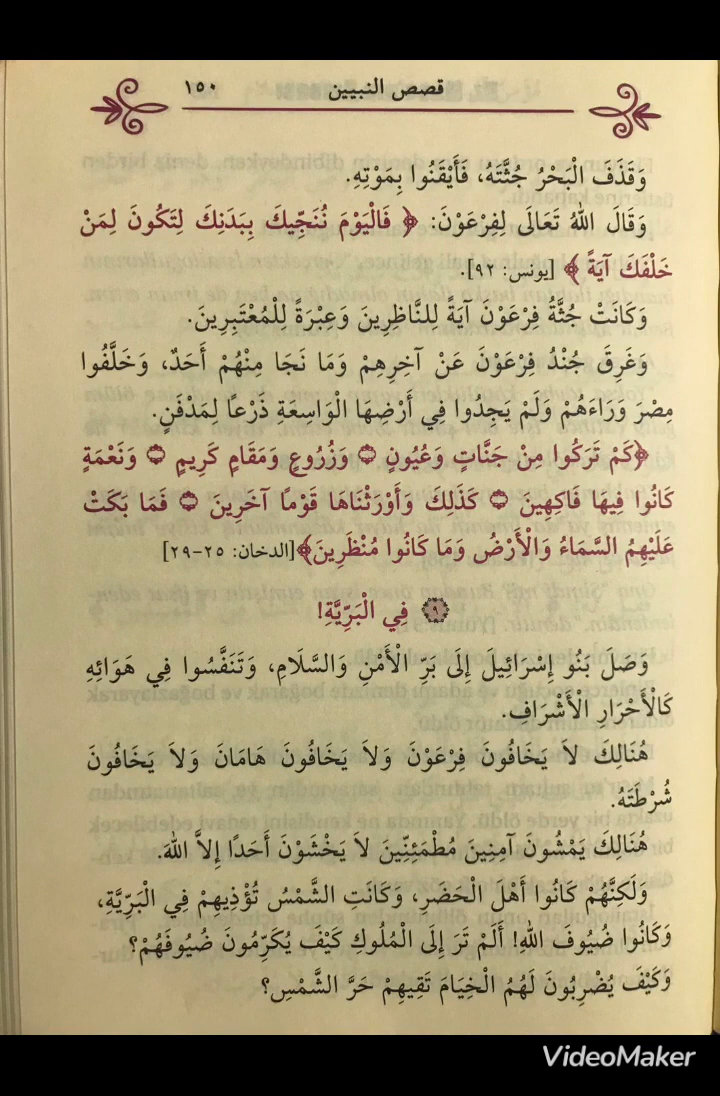 قصص النبيين ١٥٠
وَقَذَفَ الْبَحْرُ جُثَّتَهُ، فَأَيْقَنُوا بِمَوْتِهِ.
وَقَالَ اللهُ تَعَالَى لِفِرْعَوْنَ: ﴿ فَالْيَوْمَ نُنَجِّيكَ بِبَدَنِكَ لِتَكُونَ لِمَنْ
خَلْفَكَ آيَةً ﴾ [يونس: ٩٢].
وَكَانَتْ جُثَّةُ فِرْعَوْنَ آيَةً لِلنَّاظِرِينَ وَعِبْرَةً لِلْمُعْتَبِرِينَ.
وَغَرِقَ جُنْدُ فِرْعَوْنَ عَنْ آخِرِهِمْ وَمَا نَجَا مِنْهُمْ أَحَدٌ، وَخَلَّفُوا
مِصْرَ وَرَاءَهُمْ وَلَمْ يَجِدُوا فِي أَرْضِهَا الْوَاسِعَةِ ذَرْعًا لِمَدْفَنٍ.
﴿كَمْ تَرَكُوا مِنْ جَنَّاتٍ وَعُيُونٍ ۝ وَزُرُوعٍ وَمَقَامٍ كَرِيمٍ ۝ وَنَعْمَةٍ
كَانُوا فِيهَا فَاكِهِينَ ۝ كَذَلِكَ وَأَوْرَثْنَاهَا قَوْمًا آخَرِينَ ۝ فَمَا بَكَتْ
عَلَيْهِمُ السَّمَاءُ وَالْأَرْضُ وَمَا كَانُوا مُنْظَرِينَ﴾[الدخان: ٢٥-٢٩]
٩ فِي الْبَرِّيَّةِ!
وَصَلَ بَنُو إِسْرَائِيلَ إِلَى بَرِّ الْأَمْنِ وَالسَّلَامِ، وَتَنَفَّسُوا فِي هَوَائِهِ
كَالْأَحْرَارِ الْأَشْرَافِ.
هُنَالِكَ لاَ يَخَافُونَ فِرْعَوْنَ وَلاَ يَخَافُونَ هَامَانَ وَلاَ يَخَافُونَ
شُرْطَتَهُ.
هُنَالِكَ يَمْشُونَ آمِنِينَ مُطْمَئِنِّينَ لاَ يَخْشَوْنَ أَحَدًا إِلاَّ اللهَ.
وَلَكِنَّهُمْ كَانُوا أَهْلَ الْحَضَرِ، وَكَانَتِ الشَّمْسُ تُؤْذِيهِمْ فِي الْبَرِّيَّةِ،
وَكَانُوا ضُيُوفَ اللهِ! أَلَمْ تَرَ إِلَى الْمُلُوكِ كَيْفَ يُكَرِّمُونَ ضُيُوفَهُمْ؟
وَكَيْفَ يُضْرِبُونَ لَهُمُ الْخِيَامَ تَقِيهِمْ حَرَّ الشَّمْسِ؟
VideoMaker